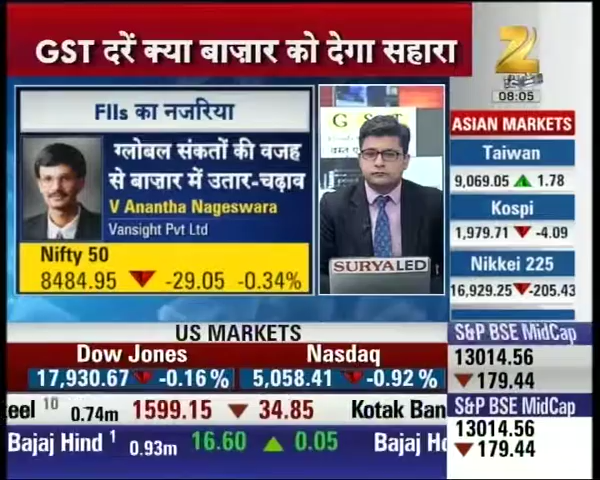 GST दरें क्या बाज़ार को देगा सहारा
08:05
FIIs का नजरिया
ग्लोबल संकतों की वजह
से बाज़ार में उतार-चढ़ाव
V Anantha Nageswara
Vansight Pvt Ltd
Nifty 50
8484.95 -29.05 -0.34%
G S T
SURYA LED
ASIAN MARKETS
Taiwan
9,069.05 1.78
Kospi
1,979.71 -4.09
Nikkei 225
16,929.25 -205.43
US MARKETS
Dow Jones
17,930.67 -0.16%
Nasdaq
5,058.41 -0.92%
S&P BSE MidCap
13014.56
179.44
S&P BSE MidCap
13014.56
179.44
eel 10 0.74m 1599.15 34.85 Kotak Ban
Bajaj Hind 1 0.93m 16.60 0.05 Bajaj Ho